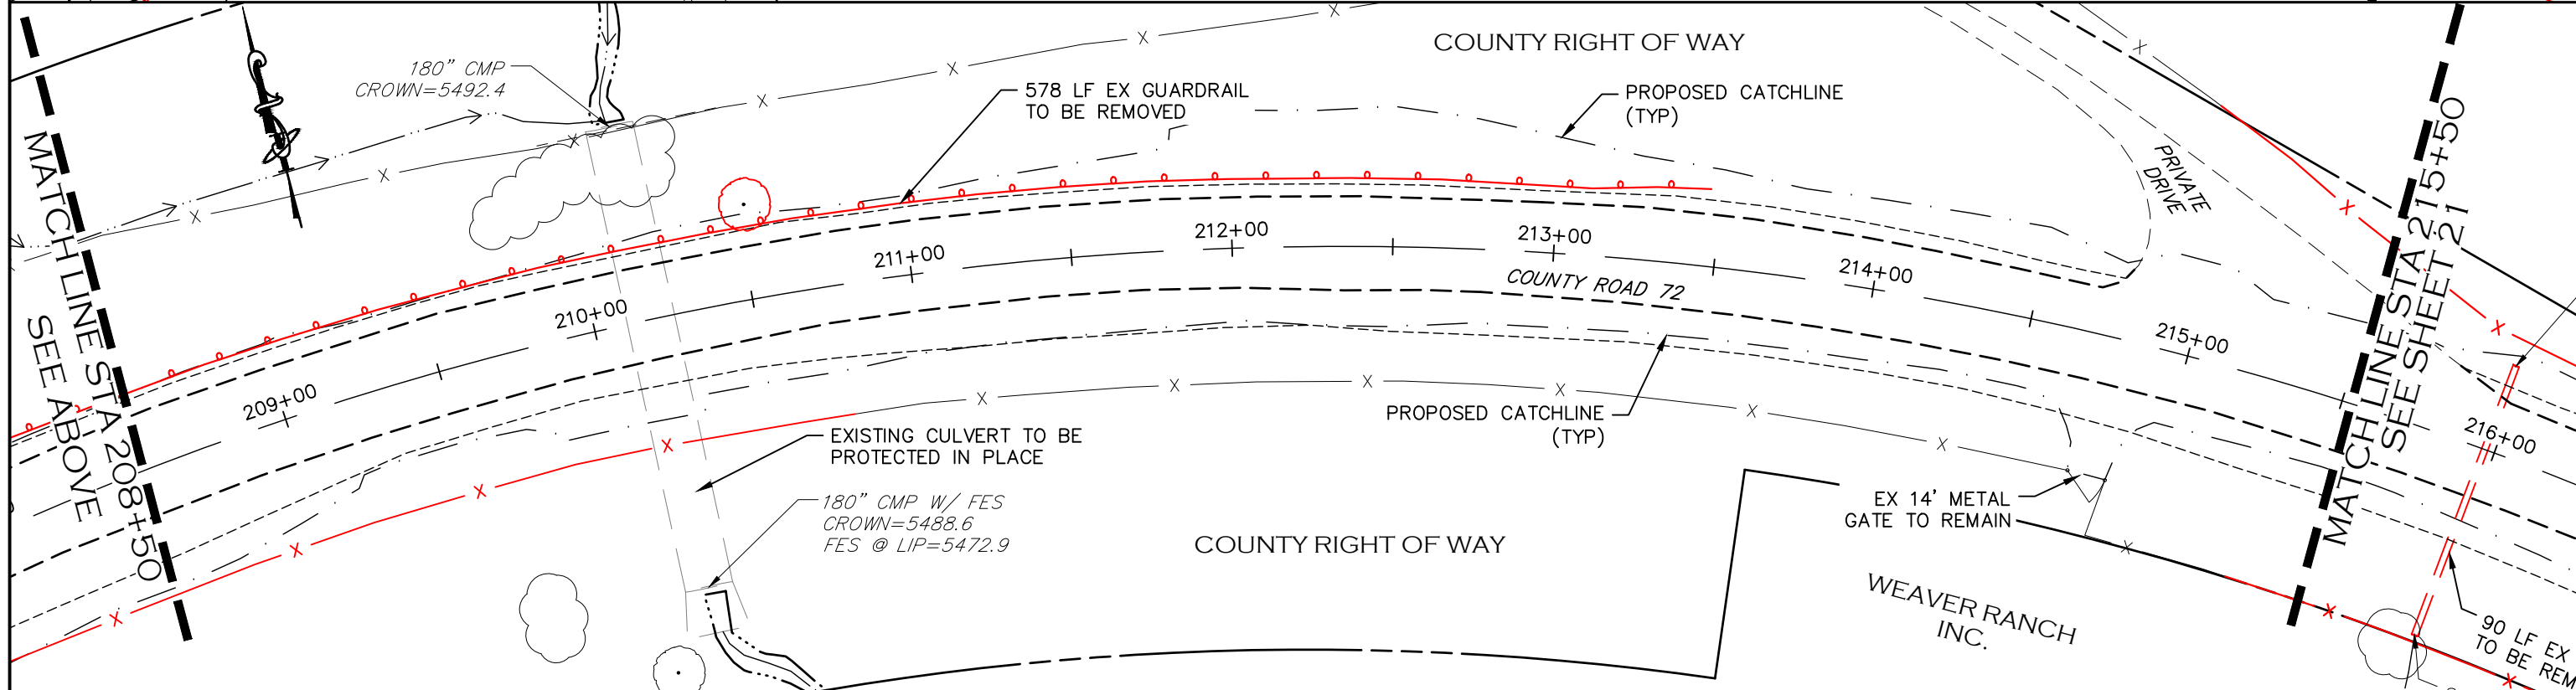 COUNTY RIGHT OF WAY
180" CMP
CROWN=5492.4
578 LF EX GUARDRAIL
TO BE REMOVED
PROPOSED CATCHLINE
(TYP)
PRIVATE
DRIVE
MATCHLINE STA 208+50
SEE ABOVE
209+00
210+00
211+00
212+00
213+00
214+00
215+00
216+00
COUNTY ROAD 72
MATCHLINE STA 215+50
SEE SHEET 21
PROPOSED CATCHLINE
(TYP)
EXISTING CULVERT TO BE
PROTECTED IN PLACE
180" CMP W/ FES
CROWN=5488.6
FES @ LIP=5472.9
COUNTY RIGHT OF WAY
EX 14' METAL
GATE TO REMAIN
WEAVER RANCH
INC.
90 LF EX
TO BE REM